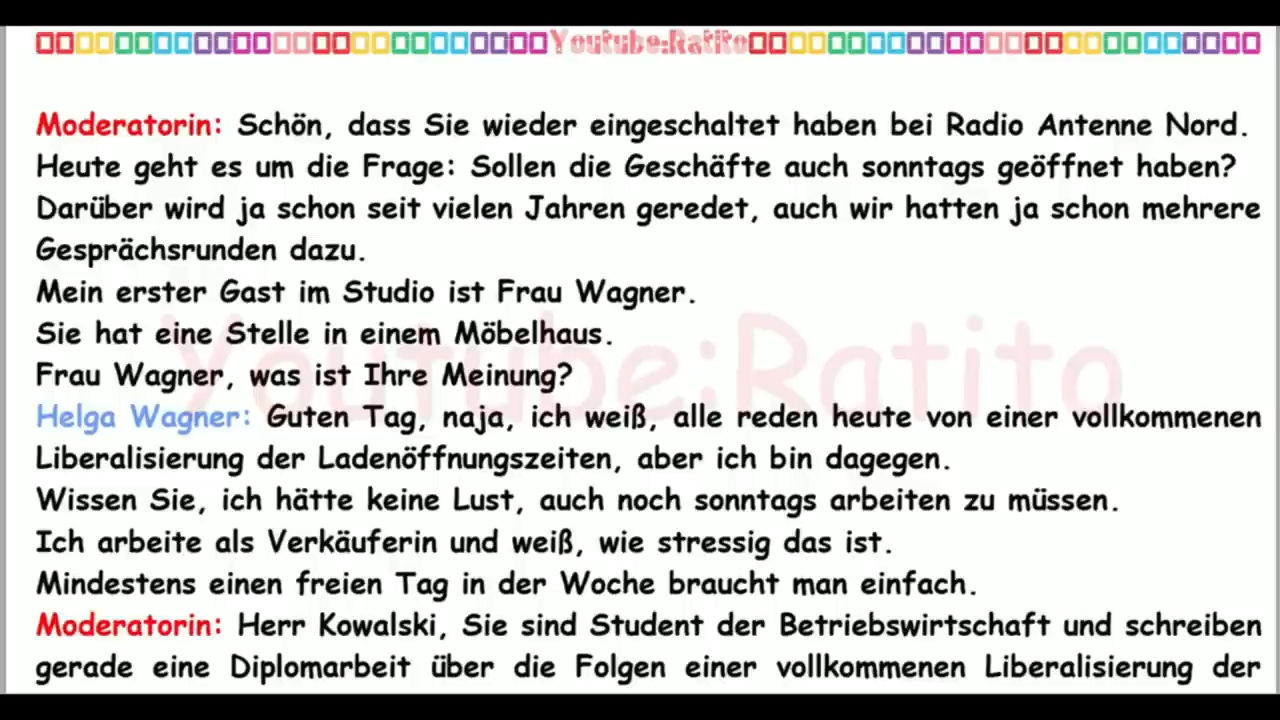 Youtube:Ratito
Moderatorin: Schön, dass Sie wieder eingeschaltet haben bei Radio Antenne Nord.
Heute geht es um die Frage: Sollen die Geschäfte auch sonntags geöffnet haben?
Darüber wird ja schon seit vielen Jahren geredet, auch wir hatten ja schon mehrere
Gesprächsrunden dazu.
Mein erster Gast im Studio ist Frau Wagner.
Sie hat eine Stelle in einem Möbelhaus.
Youtube:Ratito
Frau Wagner, was ist Ihre Meinung?
Helga Wagner: Guten Tag, naja, ich weiß, alle reden heute von einer vollkommenen
Liberalisierung der Ladenöffnungszeiten, aber ich bin dagegen.
Wissen Sie, ich hätte keine Lust, auch noch sonntags arbeiten zu müssen.
Ich arbeite als Verkäuferin und weiß, wie stressig das ist.
Mindestens einen freien Tag in der Woche braucht man einfach.
Moderatorin: Herr Kowalski, Sie sind Student der Betriebswirtschaft und schreiben
gerade eine Diplomarbeit über die Folgen einer vollkommenen Liberalisierung der